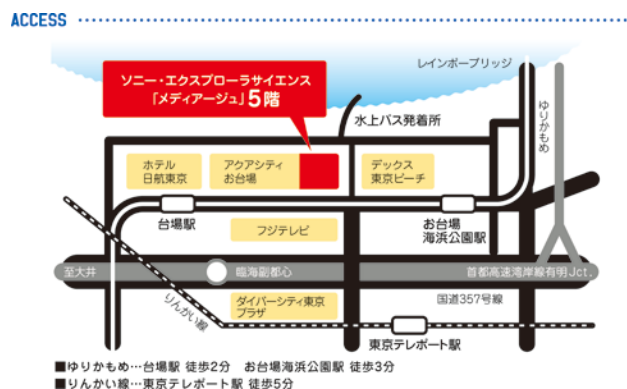 ACCESS
レインボーブリッジ
ソニー・エクスプローラサイエンス
「メディアージュ」5階
水上バス発着所
ゆりかもめ
ホテル
日航東京
アクアシティ
お台場
デックス
東京ビーチ
台場駅
フジテレビ
お台場
海浜公園駅
至大井
臨海副都心
首都高速湾岸線有明Jct.
りんかい線
ダイバーシティ東京
プラザ
国道357号線
東京テレポート駅
■ゆりかもめ…台場駅 徒歩2分 お台場海浜公園駅 徒歩3分
■りんかい線…東京テレポート駅 徒歩5分